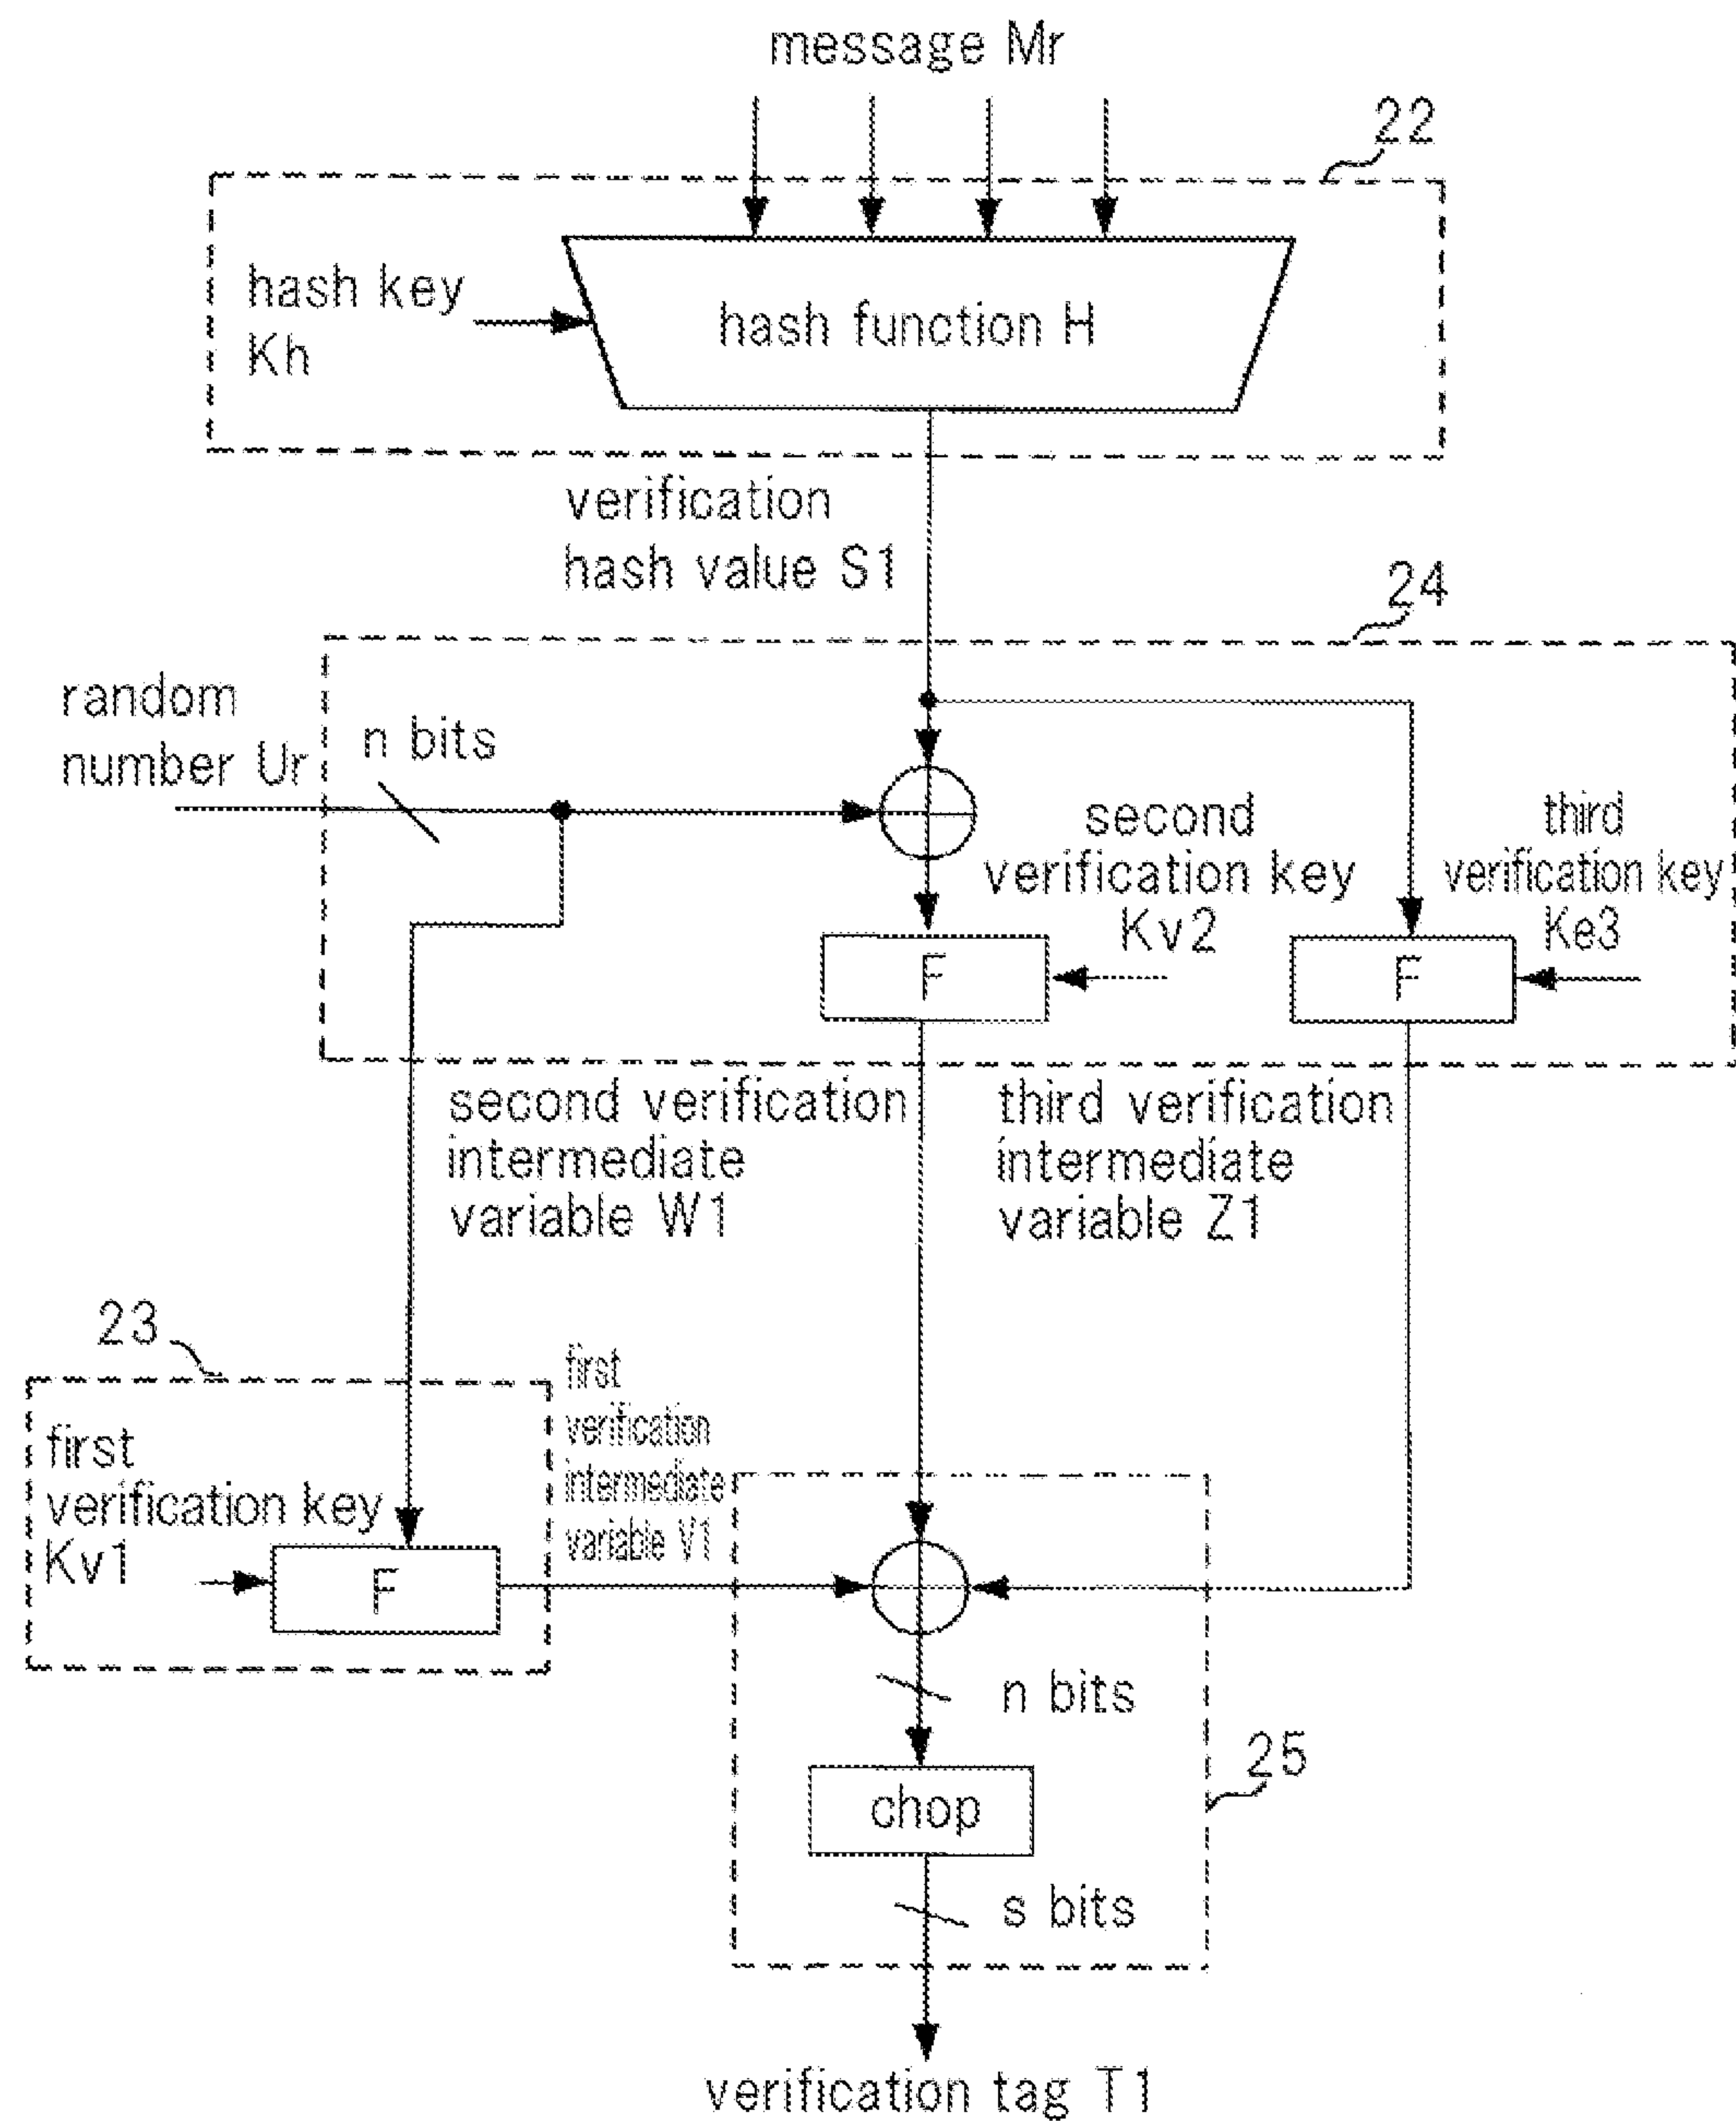 message Mr
22
hash key
Kh
hash function H
verification
hash value S1
24
random
number Ur
n bits
second
verification key
Kv2
third
verification key
Ke3
F
F
second verification
intermediate
variable W1
third verification
intermediate
variable Z1
23
first
verification key
Kv1
F
first
verification
intermediate
variable V1
n bits
25
chop
s bits
verification tag T1